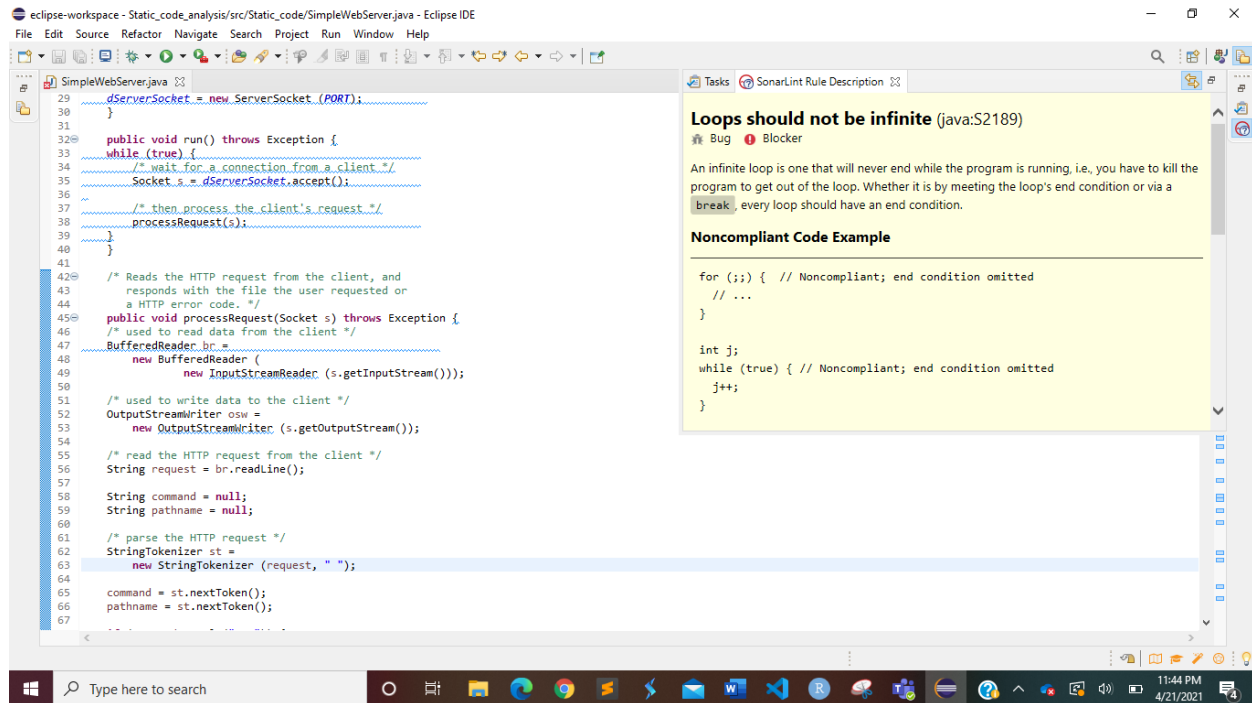 eclipse-workspace - Static_code_analysis/src/Static_code/SimpleWebServer.java - Eclipse IDE
File Edit Source Refactor Navigate Search Project Run Window Help
SimpleWebServer.java
29 dServerSocket = new ServerSocket (PORT);
30 }
31
32 public void run() throws Exception {
33 while (true) {
34 /* wait for a connection from a client */
35 Socket s = dServerSocket.accept();
36
37 /* then process the client's request */
38 processRequest(s);
39 }
40 }
41
42 /* Reads the HTTP request from the client, and
43 responds with the file the user requested or
44 a HTTP error code. */
45 public void processRequest(Socket s) throws Exception {
46 /* used to read data from the client */
47 BufferedReader br =
48 new BufferedReader (
49 new InputStreamReader (s.getInputStream()));
50
51 /* used to write data to the client */
52 OutputStreamWriter osw =
53 new OutputStreamWriter (s.getOutputStream());
54
55 /* read the HTTP request from the client */
56 String request = br.readLine();
57
58 String command = null;
59 String pathname = null;
60
61 /* parse the HTTP request */
62 StringTokenizer st =
63 new StringTokenizer (request, " ");
64
65 command = st.nextToken();
66 pathname = st.nextToken();
67
Tasks SonarLint Rule Description
Loops should not be infinite (java:S2189)
Bug Blocker
An infinite loop is one that will never end while the program is running, i.e., you have to kill the
program to get out of the loop. Whether it is by meeting the loop's end condition or via a
break, every loop should have an end condition.
Noncompliant Code Example
for (;;) { // Noncompliant; end condition omitted
// ...
}
int j;
while (true) { // Noncompliant; end condition omitted
j++;
}
Type here to search
11:44 PM
4/21/2021
4